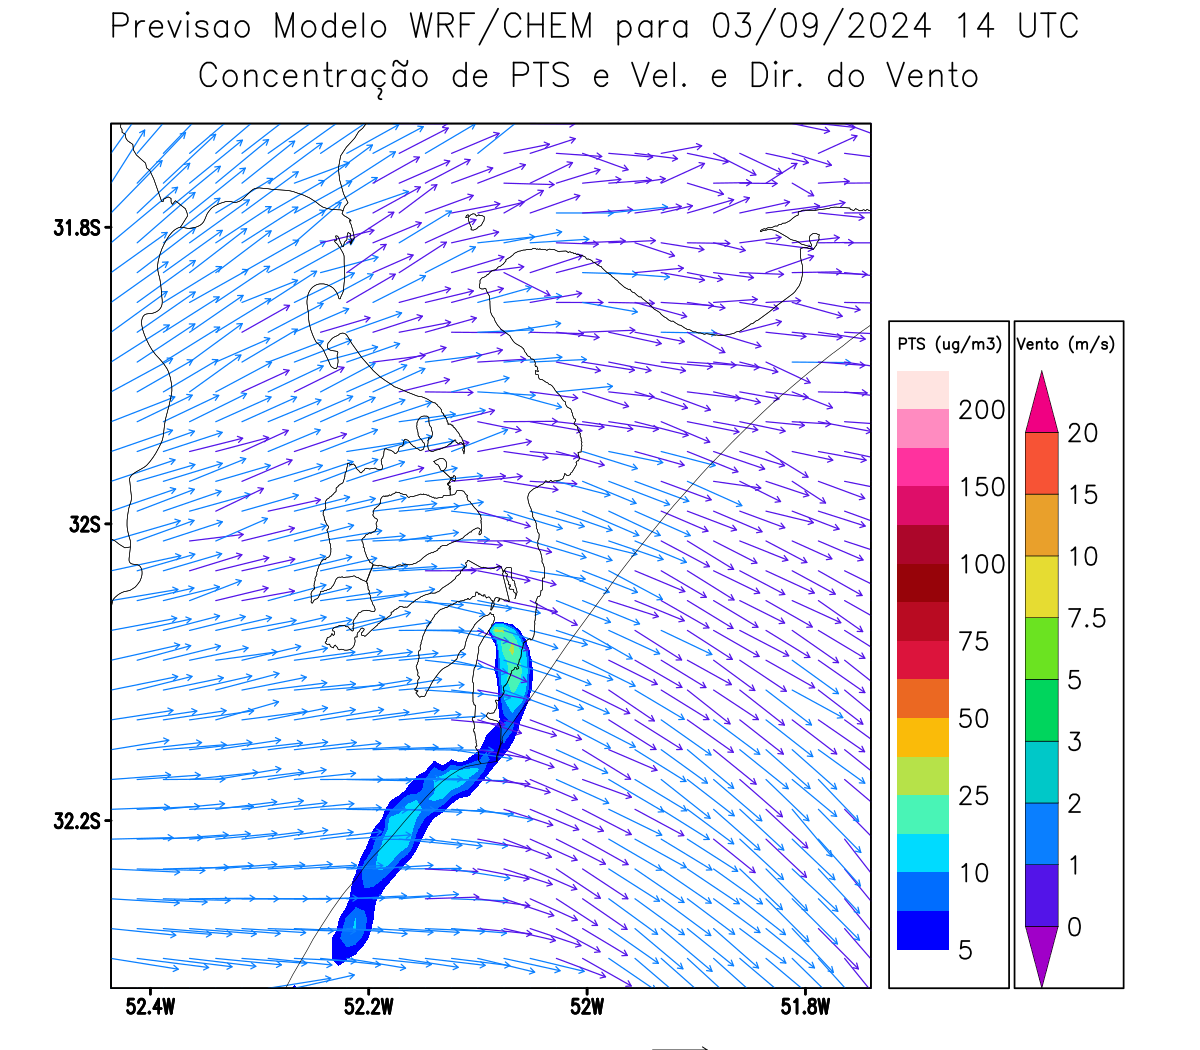 Previsao Modelo WRF/CHEM para 03/09/2024 14 UTC
Concentração de PTS e Vel. e Dir. do Vento
31.8S
32S
32.2S
52.4W 52.2W 52W 51.8W
PTS (ug/m3)
200
150
100
75
50
25
10
5
Vento (m/s)
20
15
10
7.5
5
3
2
1
0